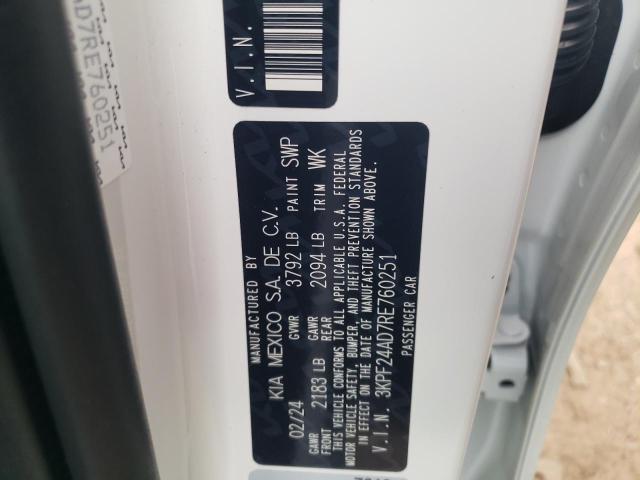 AD7RE760251
V.I.N.
MANUFACTURED BY
KIA MEXICO S.A. DE C.V.
02/24 GVWR 3792 LB PAINT SWP
GAWR FRONT 2183 LB GAWR REAR 2094 LB TRIM WK
THIS VEHICLE CONFORMS TO ALL APPLICABLE U.S.A. FEDERAL
MOTOR VEHICLE SAFETY, BUMPER, AND THEFT PREVENTION STANDARDS
IN EFFECT ON THE DATE OF MANUFACTURE SHOWN ABOVE.
V.I.N. 3KPF24AD7RE760251
PASSENGER CAR